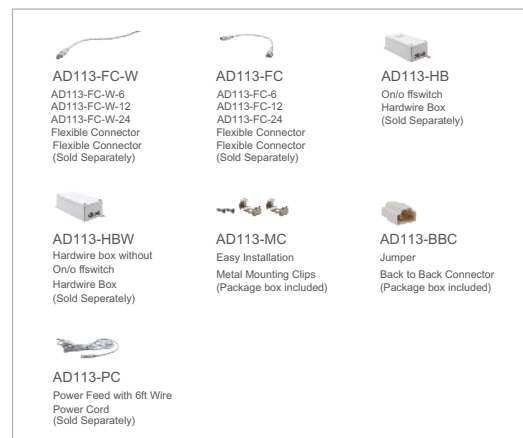 AD113-FC-W
AD113-FC-W-6
AD113-FC-W-12
AD113-FC-W-24
Flexible Connector
Flexible Connector
(Sold Separately)
AD113-FC
AD113-FC-6
AD113-FC-12
AD113-FC-24
Flexible Connector
Flexible Connector
(Sold Separately)
AD113-HB
On/o ffswitch
Hardwire Box
(Sold Separately)
AD113-HBW
Hardware box without
On/o ffswitch
Hardwire Box
(Sold Seperately)
AD113-MC
Easy Installation
Metal Mounting Clips
(Package box included)
AD113-BBC
Jumper
Back to Back Connector
(Package box included)
AD113-PC
Power Feed with 6ft Wire
Power Cord
(Sold Separately)